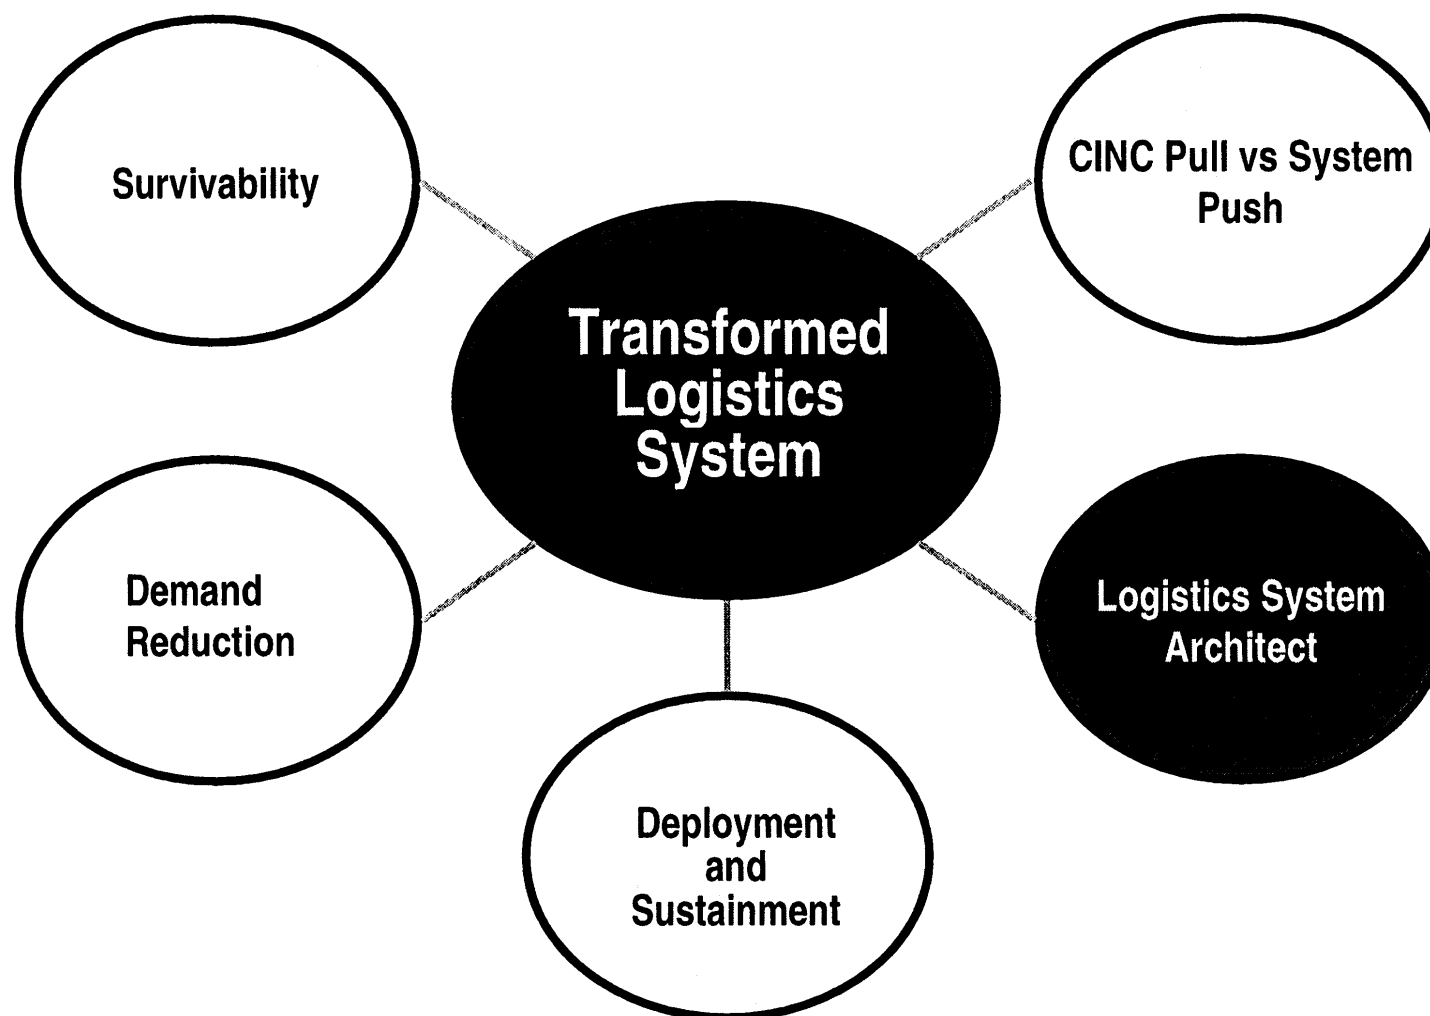 Survivability
CINC Pull vs System
Push
Transformed
Logistics
System
Demand
Reduction
Logistics System
Architect
Deployment
and
Sustainment